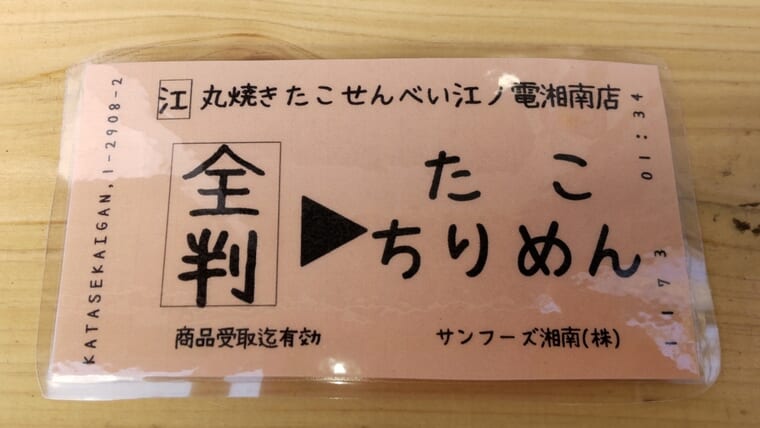 江 丸焼きたこせんべい江ノ電湘南店
全判▶たこちりめん
商品受取迄有効
サンフーズ湘南(株)
KATASEKAIGAN,1-2908-2
01:34
1173